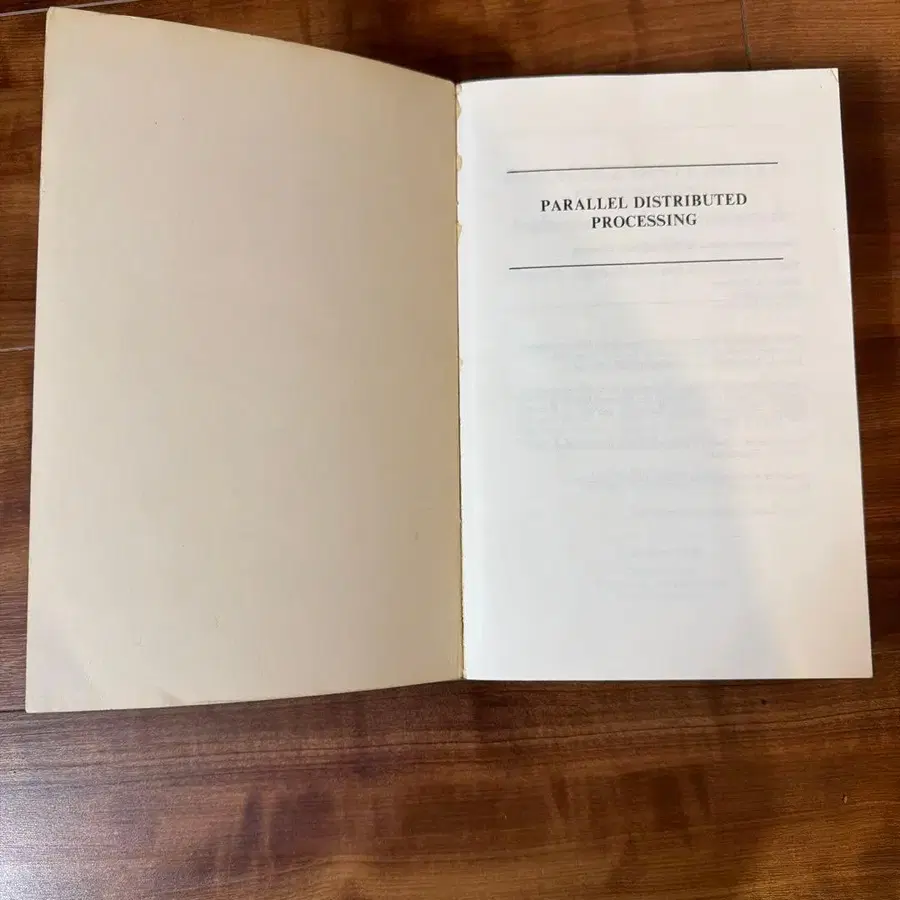 PARALLEL DISTRIBUTED
PROCESSING